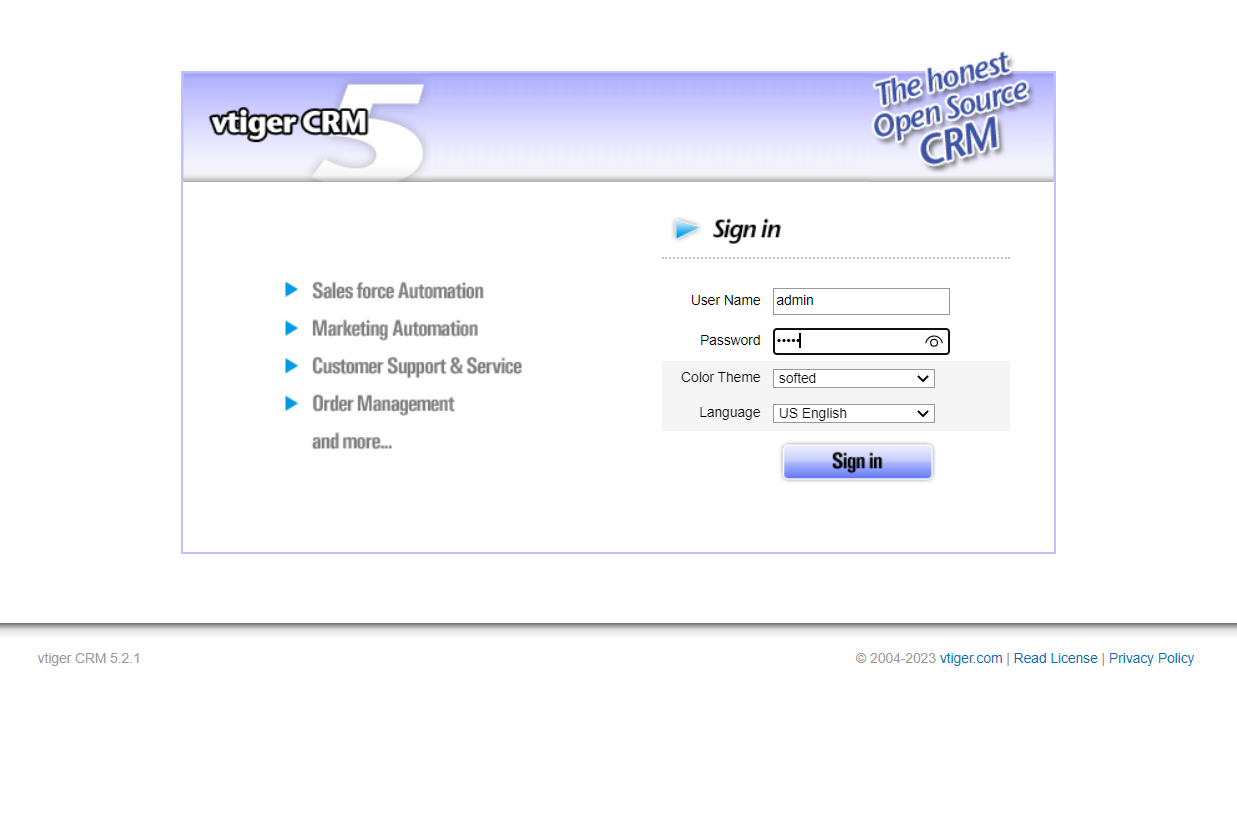 vtiger CRM 5
The honest
Open Source
CRM
Sign in
Sales force Automation
Marketing Automation
Customer Support & Service
Order Management
and more...
User Name admin
Password •••••
Color Theme softed
Language US English
Sign in
vtiger CRM 5.2.1
© 2004-2023 vtiger.com | Read License | Privacy Policy